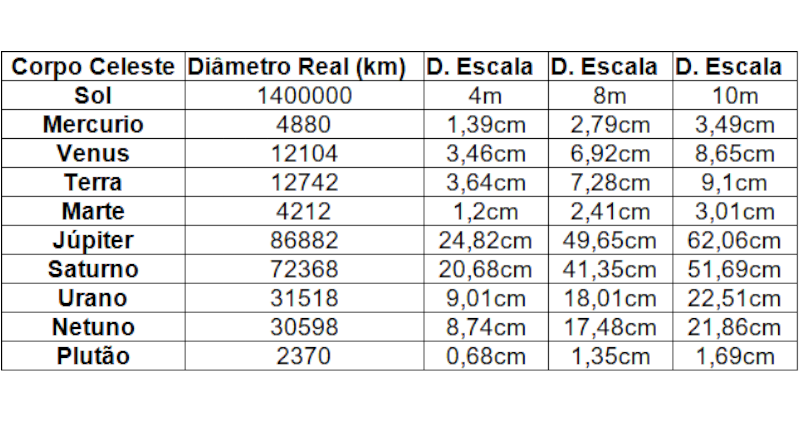 Corpo Celeste Diâmetro Real (km) D. Escala D. Escala D. Escala
Sol 1400000 4m 8m 10m
Mercurio 4880 1,39cm 2,79cm 3,49cm
Venus 12104 3,46cm 6,92cm 8,65cm
Terra 12742 3,64cm 7,28cm 9,1cm
Marte 4212 1,2cm 2,41cm 3,01cm
Júpiter 86882 24,82cm 49,65cm 62,06cm
Saturno 72368 20,68cm 41,35cm 51,69cm
Urano 31518 9,01cm 18,01cm 22,51cm
Netuno 30598 8,74cm 17,48cm 21,86cm
Plutão 2370 0,68cm 1,35cm 1,69cm